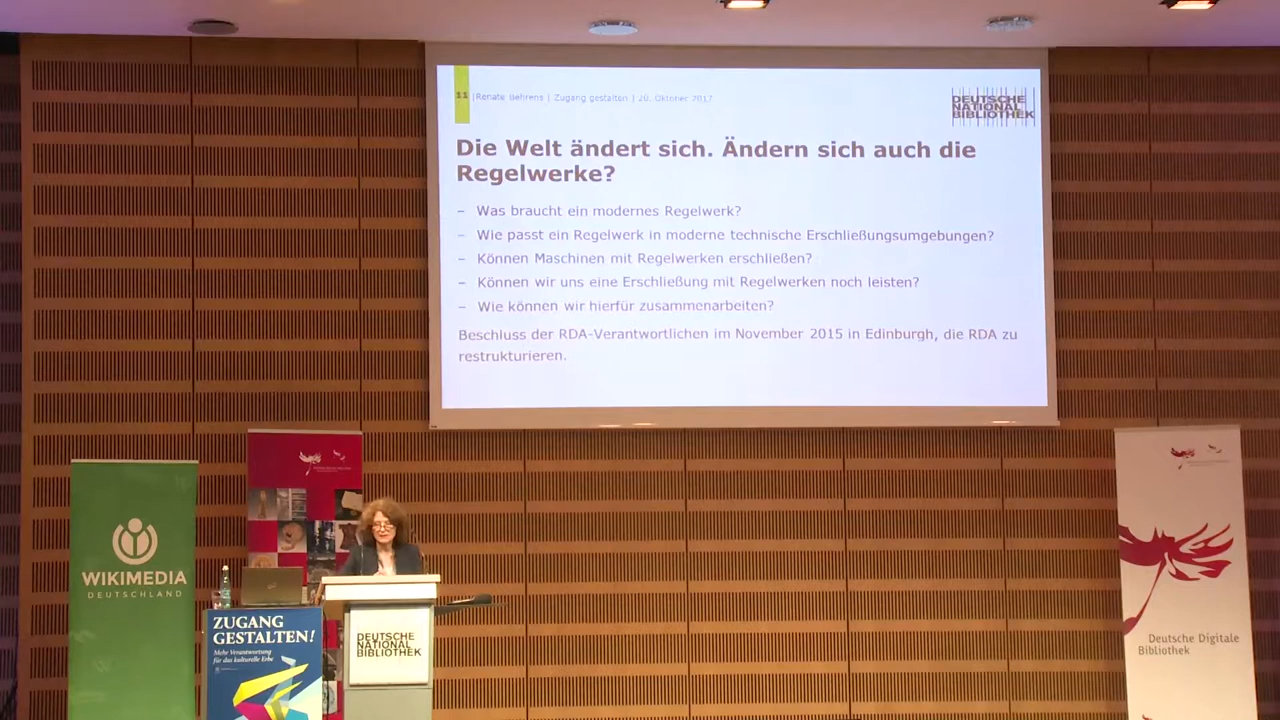 11 | Renate Behrens | Zugang gestalten | 20. Oktober 2017
DEUTSCHE
NATIONAL
BIBLIOTHEK
Die Welt ändert sich. Ändern sich auch die
Regelwerke?
– Was braucht ein modernes Regelwerk?
– Wie passt ein Regelwerk in moderne technische Erschließungsumgebungen?
– Können Maschinen mit Regelwerken erschließen?
– Können wir uns eine Erschließung mit Regelwerken noch leisten?
– Wie können wir hierfür zusammenarbeiten?
Beschluss der RDA-Verantwortlichen im November 2015 in Edinburgh, die RDA zu
restrukturieren.
WIKIMEDIA
DEUTSCHLAND
ZUGANG
GESTALTEN!
Mehr Verantwortung
für das kulturelle Erbe
DEUTSCHE
NATIONAL
BIBLIOTHEK
Deutsche Digitale
Bibliothek